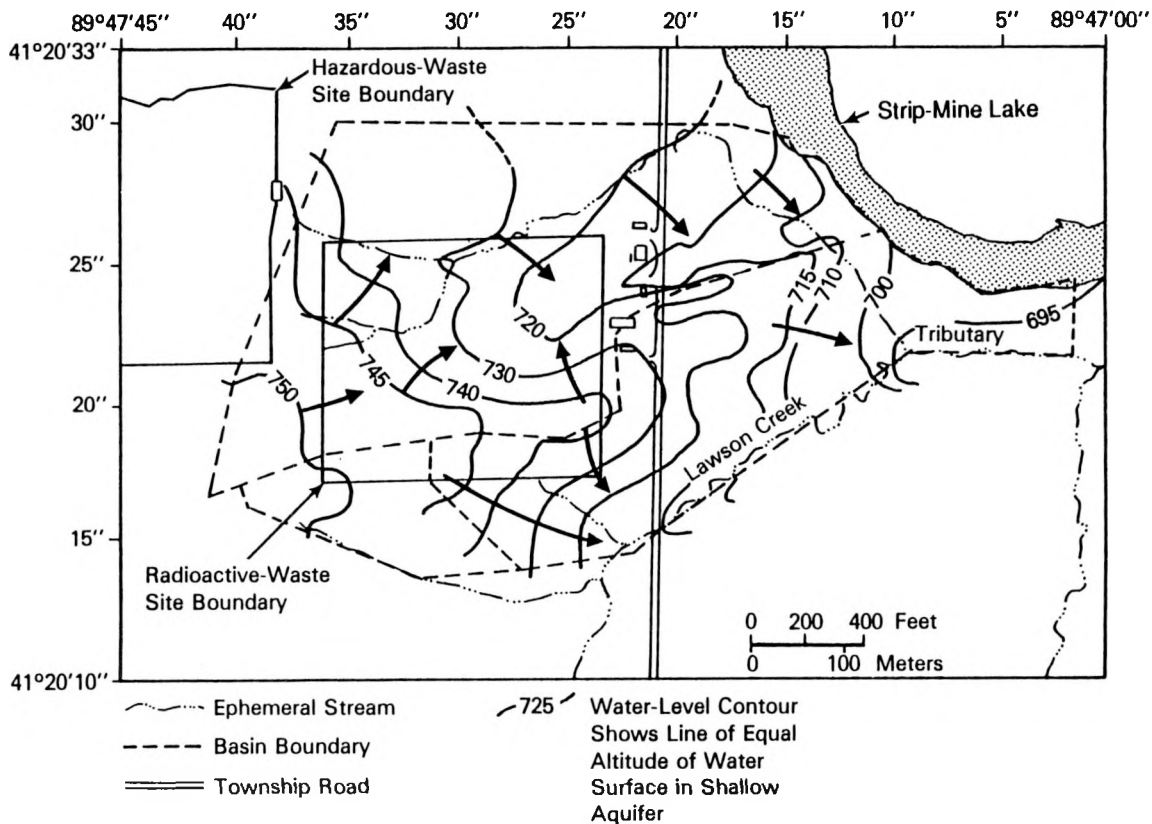 89°47'45'' 40'' 35'' 30'' 25'' 20'' 15'' 10'' 5'' 89°47'00''
41°20'33''
Hazardous-Waste
Site Boundary
Strip-Mine Lake
30''
25''
715
710
700
720
695
Tributary
730
745
740
750
20''
Lawson Creek
15''
Radioactive-Waste
Site Boundary
0 200 400 Feet
0 100 Meters
41°20'10''
Ephemeral Stream
Basin Boundary
Township Road
725 Water-Level Contour
Shows Line of Equal
Altitude of Water
Surface in Shallow
Aquifer